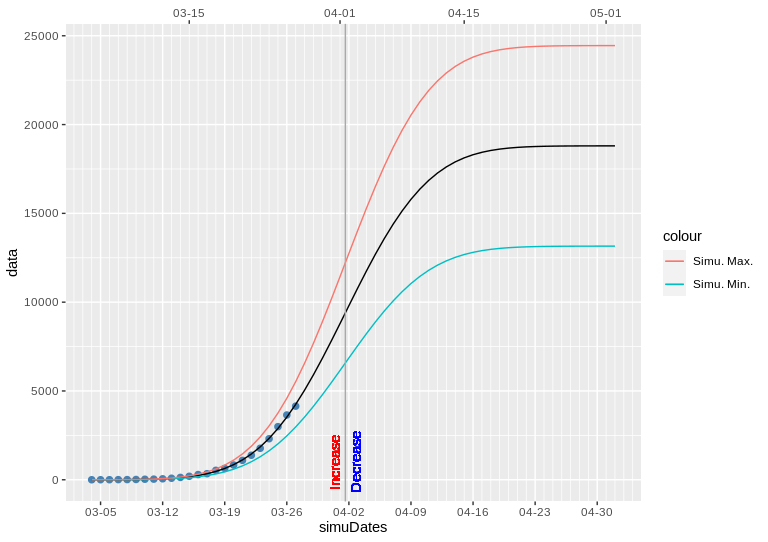 03-15 04-01 04-15 05-01
25000
20000
15000
10000
5000
0
data
Increase
Decrease
03-05 03-12 03-19 03-26 04-02 04-09 04-16 04-23 04-30
simuDates
colour
Simu. Max.
Simu. Min.